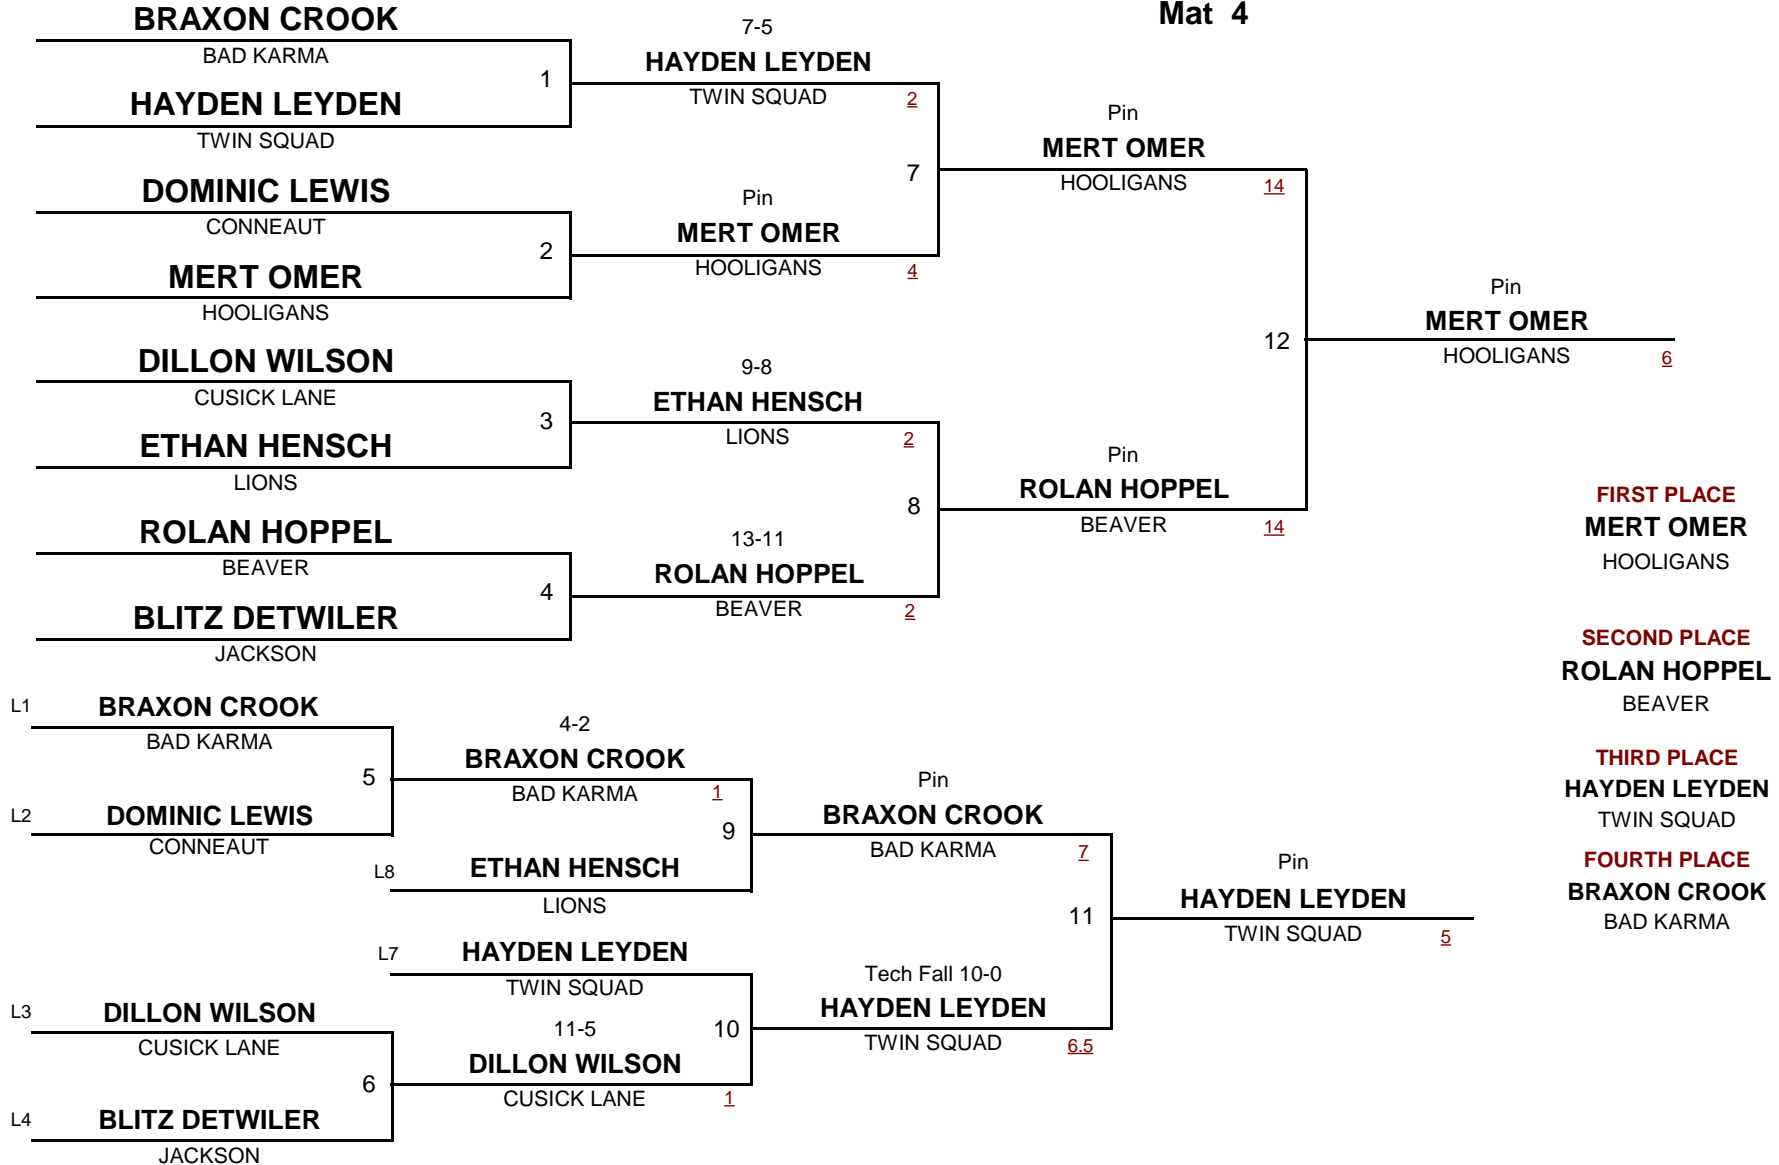 Mat 4
BRAXON CROOK
BAD KARMA
1
HAYDEN LEYDEN
TWIN SQUAD
DOMINIC LEWIS
CONNEAUT
2
MERT OMER
HOOLIGANS
DILLON WILSON
CUSICK LANE
3
ETHAN HENSCH
LIONS
ROLAN HOPPEL
BEAVER
4
BLITZ DETWILER
JACKSON
7-5
HAYDEN LEYDEN
TWIN SQUAD 2
7
Pin
MERT OMER
HOOLIGANS 4
9-8
ETHAN HENSCH
LIONS 2
8
13-11
ROLAN HOPPEL
BEAVER 2
Pin
MERT OMER
HOOLIGANS 14
12
Pin
ROLAN HOPPEL
BEAVER 14
Pin
MERT OMER
HOOLIGANS 6
FIRST PLACE
MERT OMER
HOOLIGANS
SECOND PLACE
ROLAN HOPPEL
BEAVER
THIRD PLACE
HAYDEN LEYDEN
TWIN SQUAD
FOURTH PLACE
BRAXON CROOK
BAD KARMA
L1 BRAXON CROOK
BAD KARMA
5
L2 DOMINIC LEWIS
CONNEAUT
L3 DILLON WILSON
CUSICK LANE
6
L4 BLITZ DETWILER
JACKSON
4-2
BRAXON CROOK
BAD KARMA 1
9
L8 ETHAN HENSCH
LIONS
L7 HAYDEN LEYDEN
TWIN SQUAD
11-5 10
DILLON WILSON
CUSICK LANE 1
Pin
BRAXON CROOK
BAD KARMA 7
11
Tech Fall 10-0
HAYDEN LEYDEN
TWIN SQUAD 6.5
Pin
HAYDEN LEYDEN
TWIN SQUAD 5